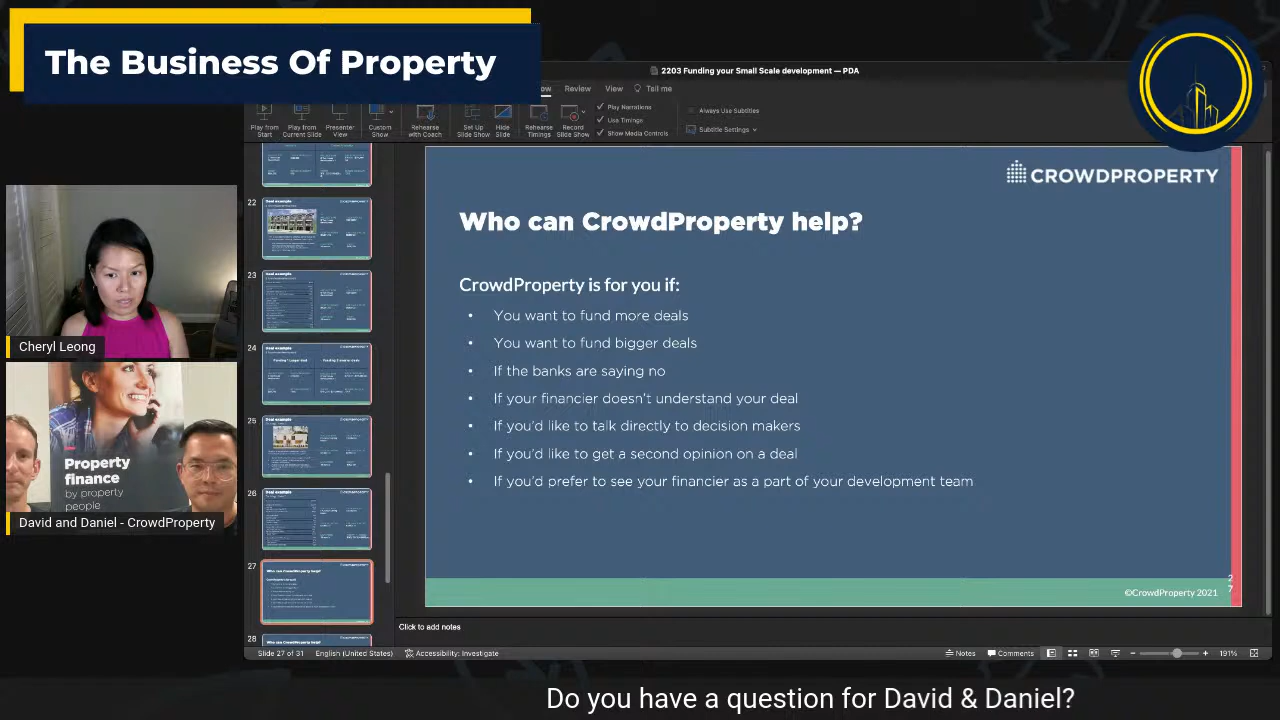 The Business Of Property
2203 Funding your Small Scale development — PDA
Review View Tell me
Play from Start
Play from Current Slide
Presenter View
Custom Show
Rehearse with Coach
Set Up Slide Show
Hide Slide
Rehearse Timings
Record Slide Show
Play Narrations
Use Timings
Show Media Controls
Always Use Subtitles
Subtitle Settings
22
23
24
25
26
27
28
CROWDPROPERTY
Who can CrowdProperty help?
CrowdProperty is for you if:
• You want to fund more deals
• You want to fund bigger deals
• If the banks are saying no
• If your financier doesn't understand your deal
• If you'd like to talk directly to decision makers
• If you'd like to get a second opinion on a deal
• If you'd prefer to see your financier as a part of your development team
©CrowdProperty 2021
27
Cheryl Leong
Property
finance
by property
people
David and Daniel - CrowdProperty
Click to add notes
Slide 27 of 31 English (United States) Accessibility: Investigate Notes Comments 191%
Do you have a question for David & Daniel?